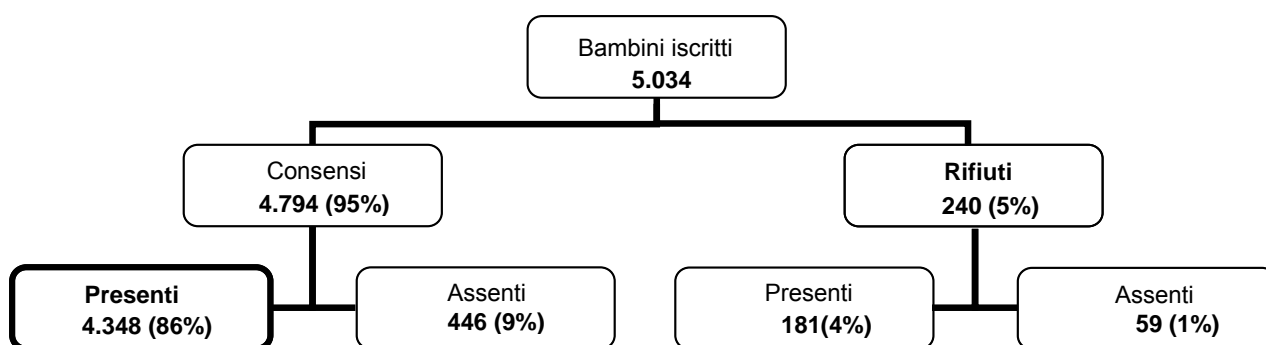 Bambini iscritti
5.034
Consensi
4.794 (95%)
Rifiuti
240 (5%)
Presenti
4.348 (86%)
Assenti
446 (9%)
Presenti
181(4%)
Assenti
59 (1%)